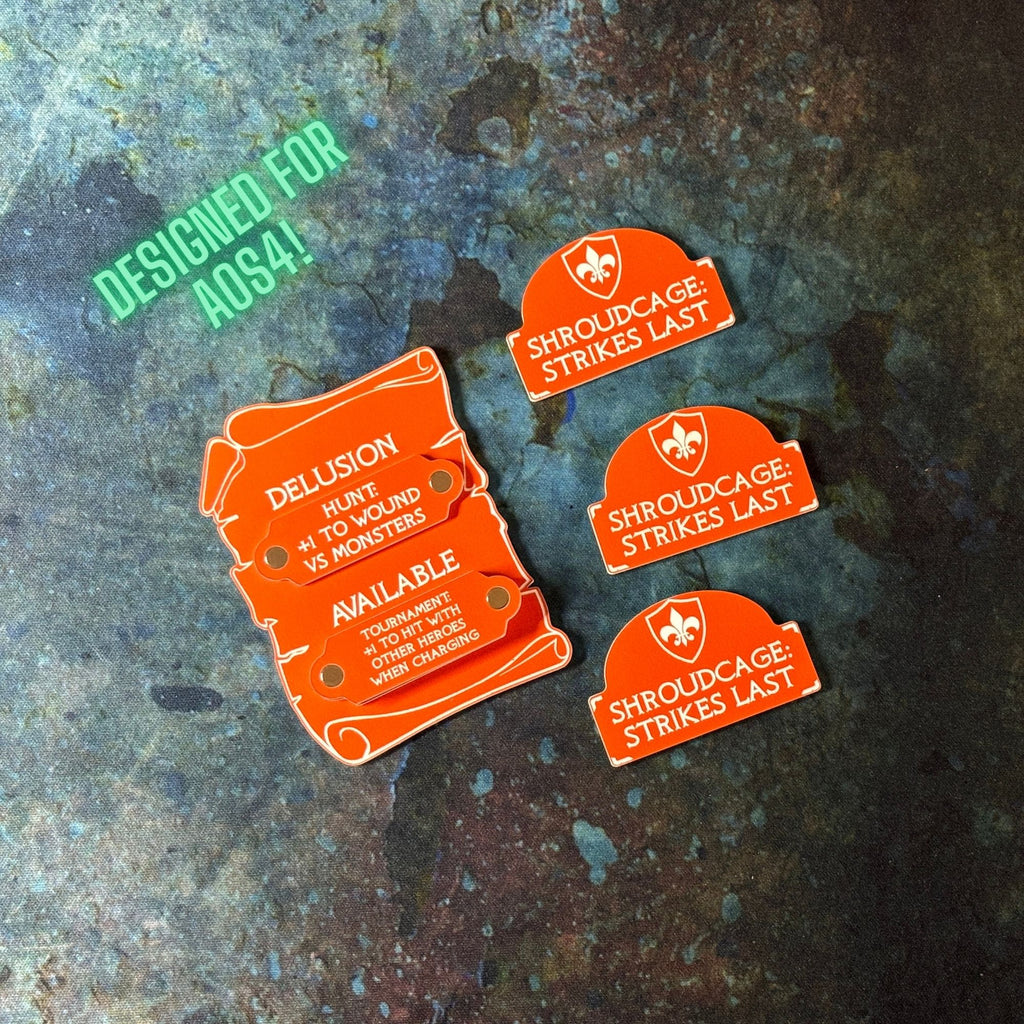 DESIGNED FOR
AOS4!
SHROUDCAGE:
STRIKES LAST
DELUSION
HUNT:
+1 TO WOUND
VS MONSTERS
AVAILABLE
TOURNAMENT:
+1 TO HIT WITH
OTHER HEROES
WHEN CHARGING
SHROUDCAGE:
STRIKES LAST
SHROUDCAGE:
STRIKES LAST